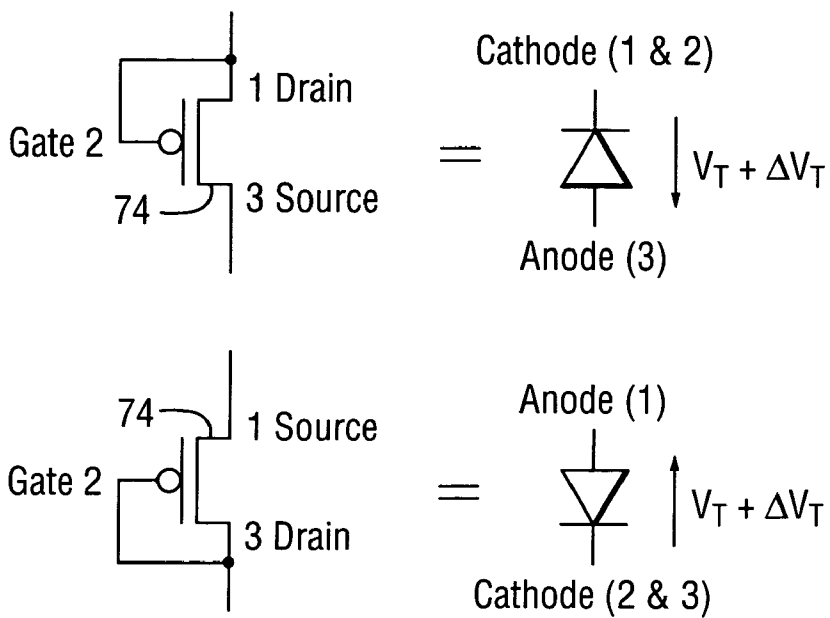 Cathode (1 & 2)
1 Drain
Gate 2
=
V_T + ΔV_T
74
3 Source
Anode (3)
Anode (1)
74
1 Source
Gate 2
=
V_T + ΔV_T
3 Drain
Cathode (2 & 3)